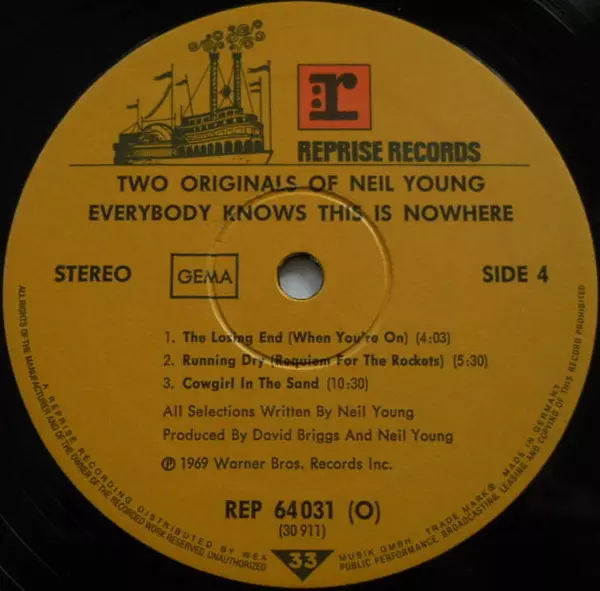 r
REPRISE RECORDS
TWO ORIGINALS OF NEIL YOUNG
EVERYBODY KNOWS THIS IS NOWHERE
STEREO
GEMA
SIDE 4
1. The Losing End (When You're On) (4:03)
2. Running Dry (Requiem For The Rockets) (5:30)
3. Cowgirl In The Sand (10:30)
All Selections Written By Neil Young
Produced By David Briggs And Neil Young
Ⓟ 1969 Warner Bros. Records Inc.
REP 64 031 (O)
(30 911)
33
A REPRISE RECORDING DISTRIBUTED BY WEA MUSIK GMBH. TRADE MARK® MADE IN GERMANY
ALL RIGHTS OF THE MANUFACTURER AND OF THE OWNER OF THE RECORDED WORK RESERVED. UNAUTHORIZED PUBLIC PERFORMANCE, BROADCASTING, LEASING AND COPYING OF THIS RECORD PROHIBITED